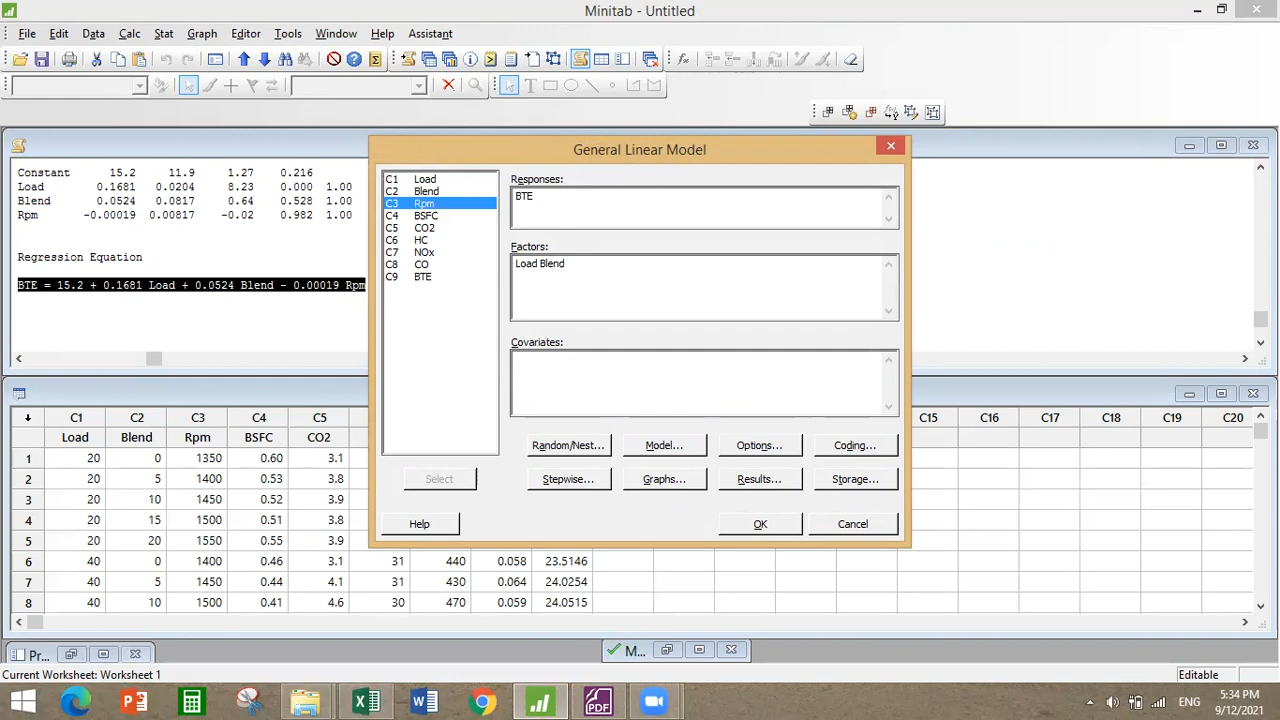 Minitab - Untitled
File Edit Data Calc Stat Graph Editor Tools Window Help Assistant
Constant 15.2 11.9 1.27 0.216
Load 0.1681 0.0204 8.23 0.000 1.00
Blend 0.0524 0.0817 0.64 0.528 1.00
Rpm -0.00019 0.00817 -0.02 0.982 1.00
Regression Equation
BTE = 15.2 + 0.1681 Load + 0.0524 Blend - 0.00019 Rpm
General Linear Model
C1 Load
C2 Blend
C3 Rpm
C4 BSFC
C5 CO2
C6 HC
C7 NOx
C8 CO
C9 BTE
Select
Help
Responses:
BTE
Factors:
Load Blend
Covariates:
Random/Nest... Model... Options... Coding...
Stepwise... Graphs... Results... Storage...
OK Cancel
C1 C2 C3 C4 C5 C15 C16 C17 C18 C19 C20
Load Blend Rpm BSFC CO2
1 20 0 1350 0.60 3.1
2 20 5 1400 0.53 3.8
3 20 10 1450 0.52 3.9
4 20 15 1500 0.51 3.8
5 20 20 1550 0.55 3.9
6 40 0 1400 0.46 3.1 31 440 0.058 23.5146
7 40 5 1450 0.44 4.1 31 430 0.064 24.0254
8 40 10 1500 0.41 4.6 30 470 0.059 24.0515
Pr... M...
Current Worksheet: Worksheet 1
Editable
ENG
5:34 PM
9/12/2021